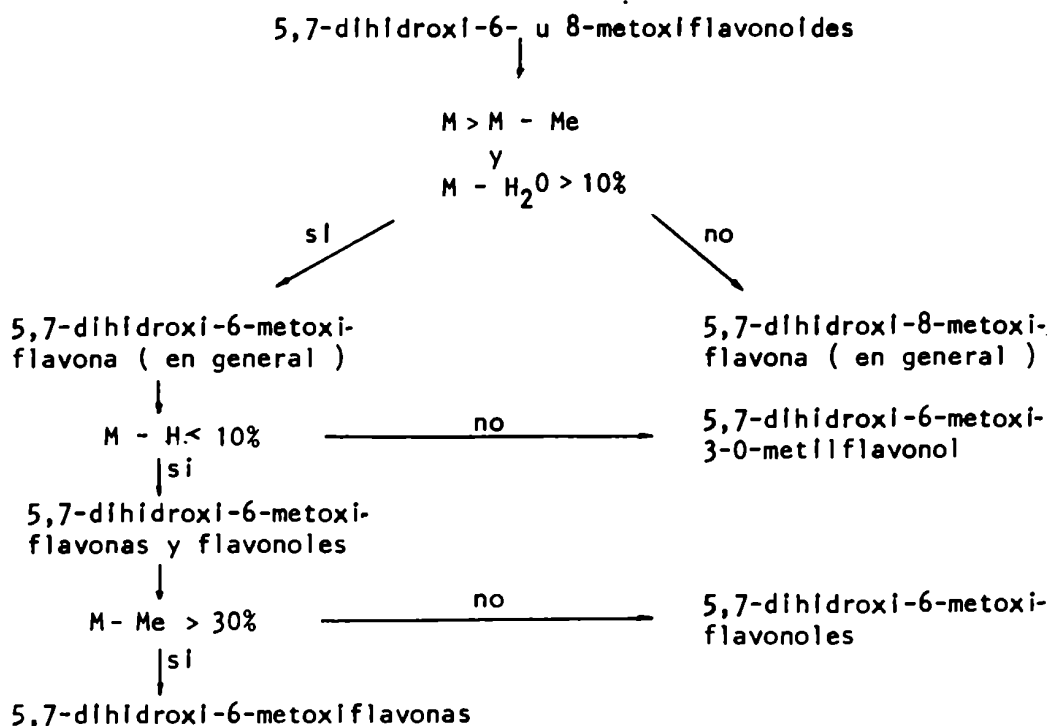 5,7-dihidroxi-6- u 8-metoxiflavonoides
M > M - Me
y
M - H2O > 10%
si
no
5,7-dihidroxi-6-metoxi-
flavona ( en general )
5,7-dihidroxi-8-metoxi-
flavona ( en general )
M - H < 10%
no
5,7-dihidroxi-6-metoxi-
3-O-metilflavonol
si
5,7-dihidroxi-6-metoxi-
flavonas y flavonoles
M - Me > 30%
no
5,7-dihidroxi-6-metoxi-
flavonoles
si
5,7-dihidroxi-6-metoxiflavonas